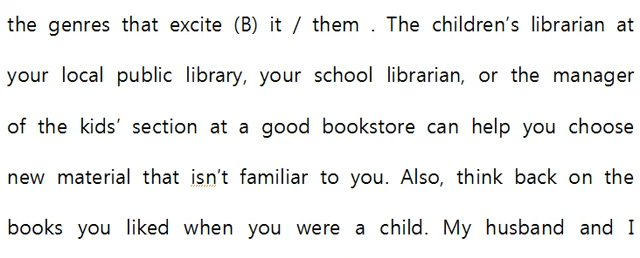 the genres that excite (B) it / them . The children’s librarian at
your local public library, your school librarian, or the manager
of the kids’ section at a good bookstore can help you choose
new material that isn’t familiar to you. Also, think back on the
books you liked when you were a child. My husband and I